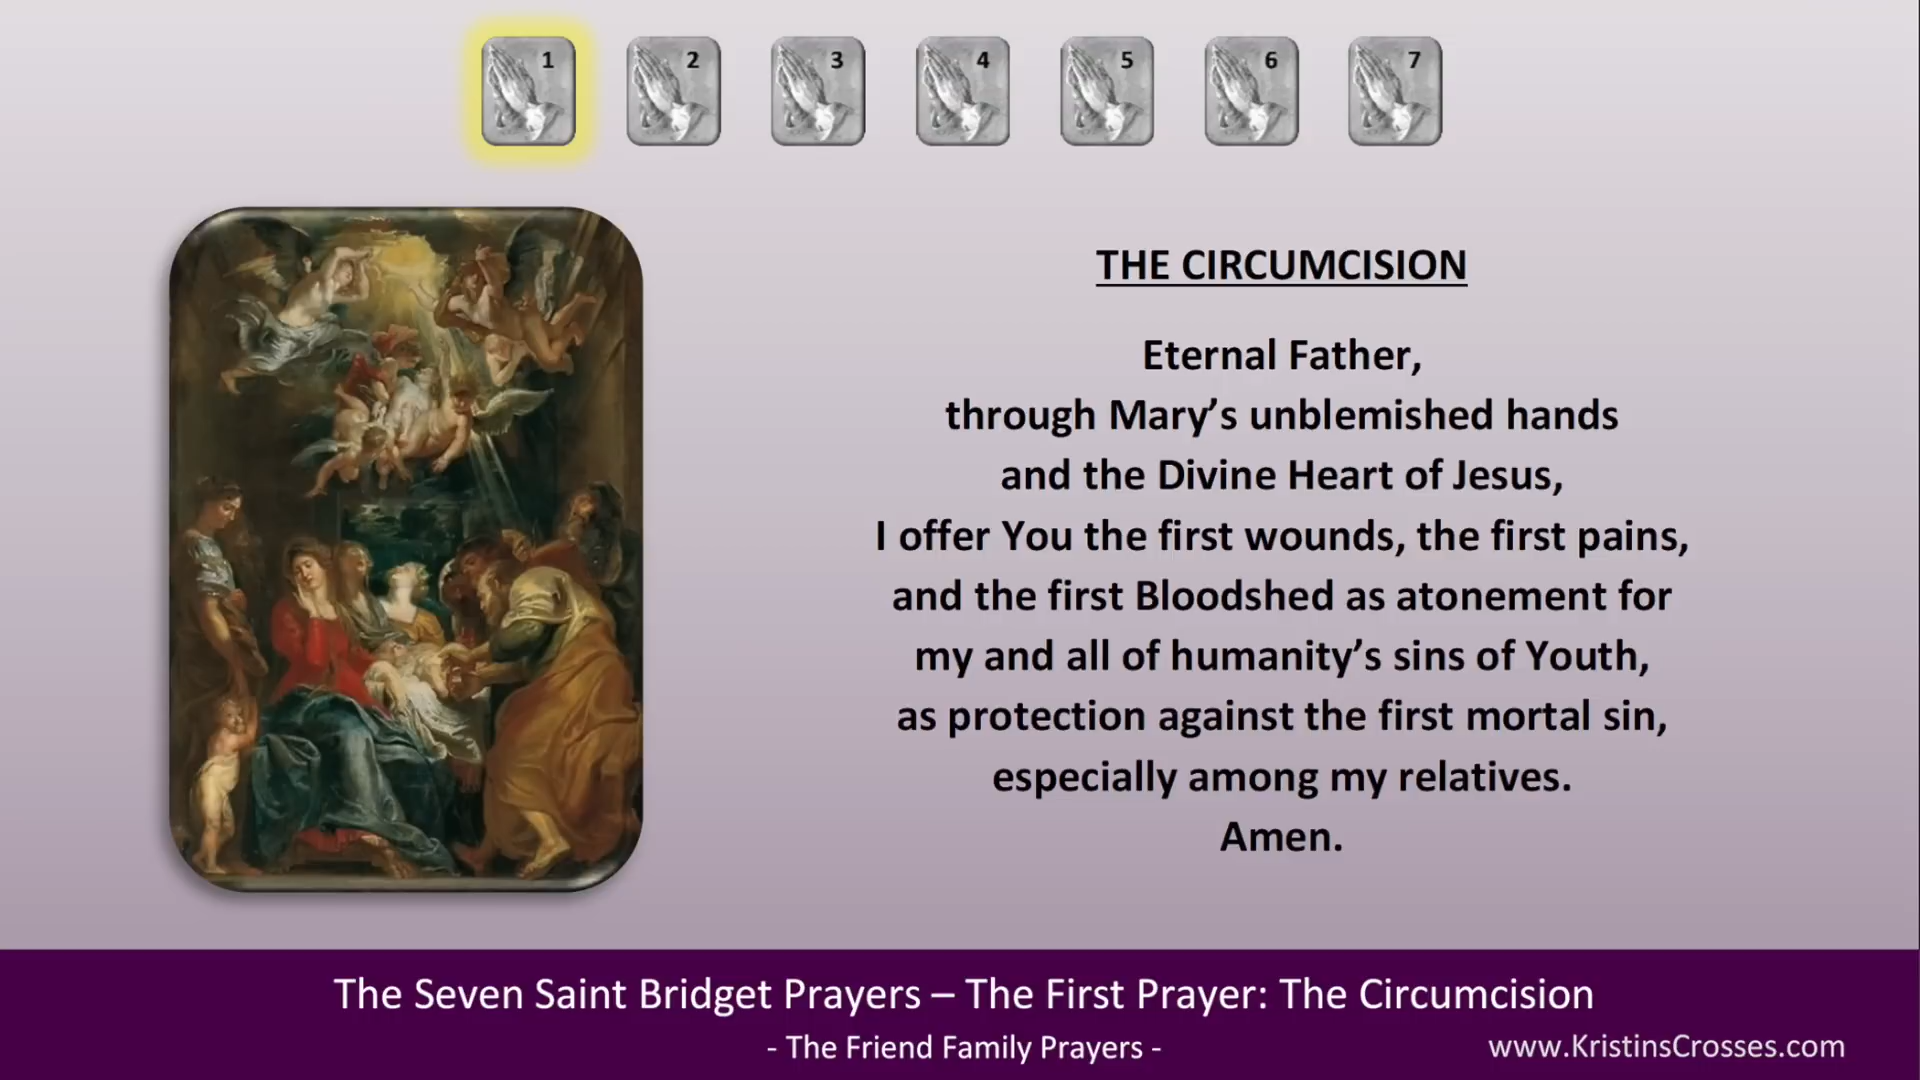 1
2
3
4
5
6
7
THE CIRCUMCISION
Eternal Father,
through Mary’s unblemished hands
and the Divine Heart of Jesus,
I offer You the first wounds, the first pains,
and the first Bloodshed as atonement for
my and all of humanity’s sins of Youth,
as protection against the first mortal sin,
especially among my relatives.
Amen.
The Seven Saint Bridget Prayers – The First Prayer: The Circumcision
- The Friend Family Prayers -
www.KristinsCrosses.com